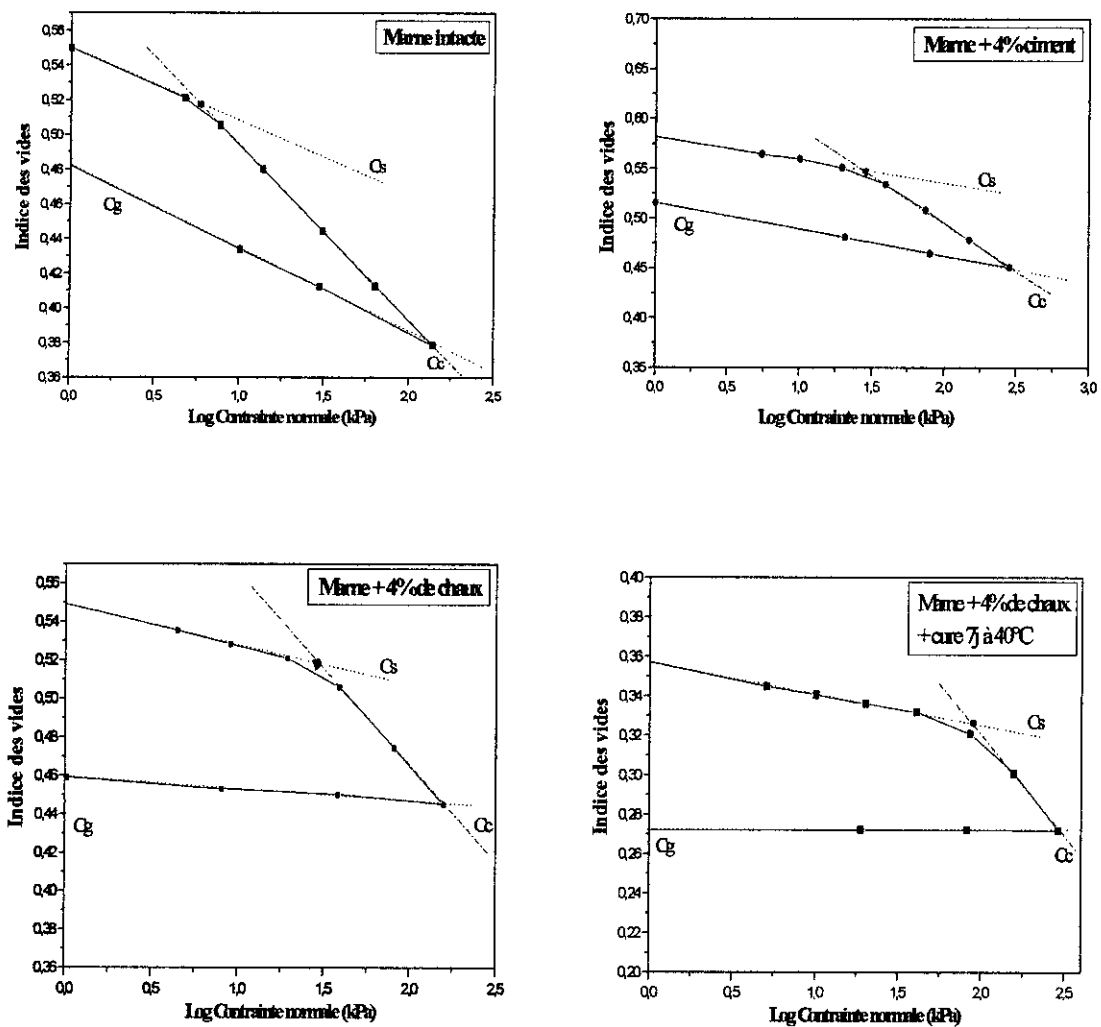 Marne intacte
0,56
0,54
0,52
0,50
0,48
0,46
0,44
0,42
0,40
0,38
0,36
Indice des vides
Cs
Cg
Cc
0,0 0,5 1,0 1,5 2,0 2,5
Log Contrainte normale (kPa)
Marne + 4% ciment
0,70
0,65
0,60
0,55
0,50
0,45
0,40
0,35
Indice des vides
Cs
Cg
Cc
0,0 0,5 1,0 1,5 2,0 2,5 3,0
Log Contrainte normale (kPa)
Marne + 4% de chaux
0,56
0,54
0,52
0,50
0,48
0,46
0,44
0,42
0,40
0,38
0,36
Indice des vides
Cs
Cg
Cc
0,0 0,5 1,0 1,5 2,0 2,5
Log Contrainte normale (kPa)
Marne + 4% de chaux
+ cure 7j à 40°C
0,40
0,38
0,36
0,34
0,32
0,30
0,28
0,26
0,24
0,22
0,20
Indice des vides
Cs
Cg
Cc
0,0 0,5 1,0 1,5 2,0 2,5
Log Contrainte normale (kPa)